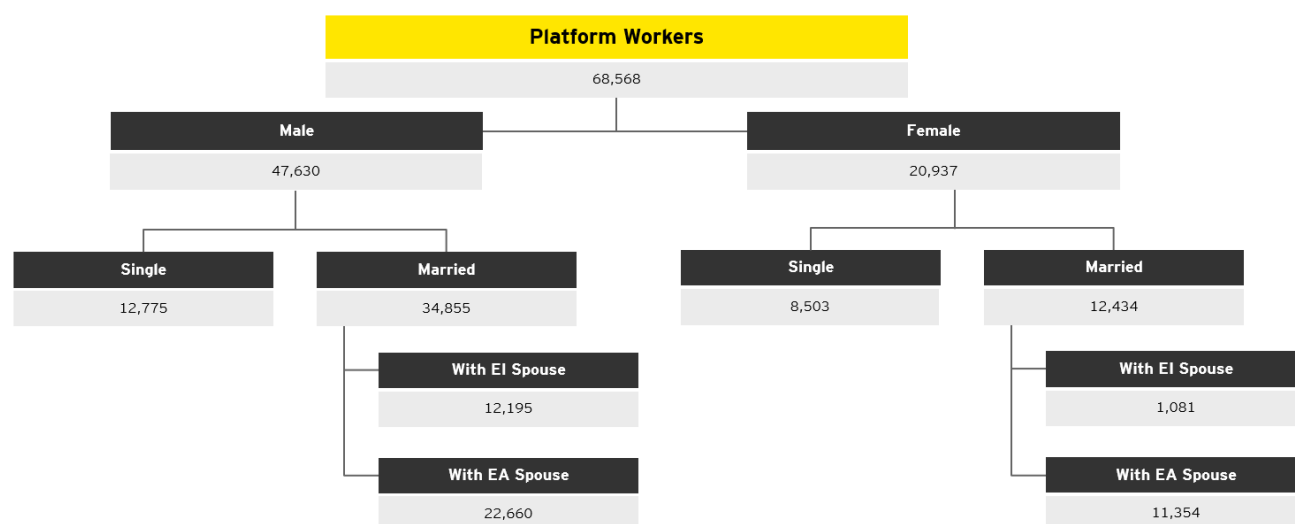 Platform Workers
68,568
Male
47,630
Female
20,937
Single
12,775
Married
34,855
With EI Spouse
12,195
With EA Spouse
22,660
Single
8,503
Married
12,434
With EI Spouse
1,081
With EA Spouse
11,354